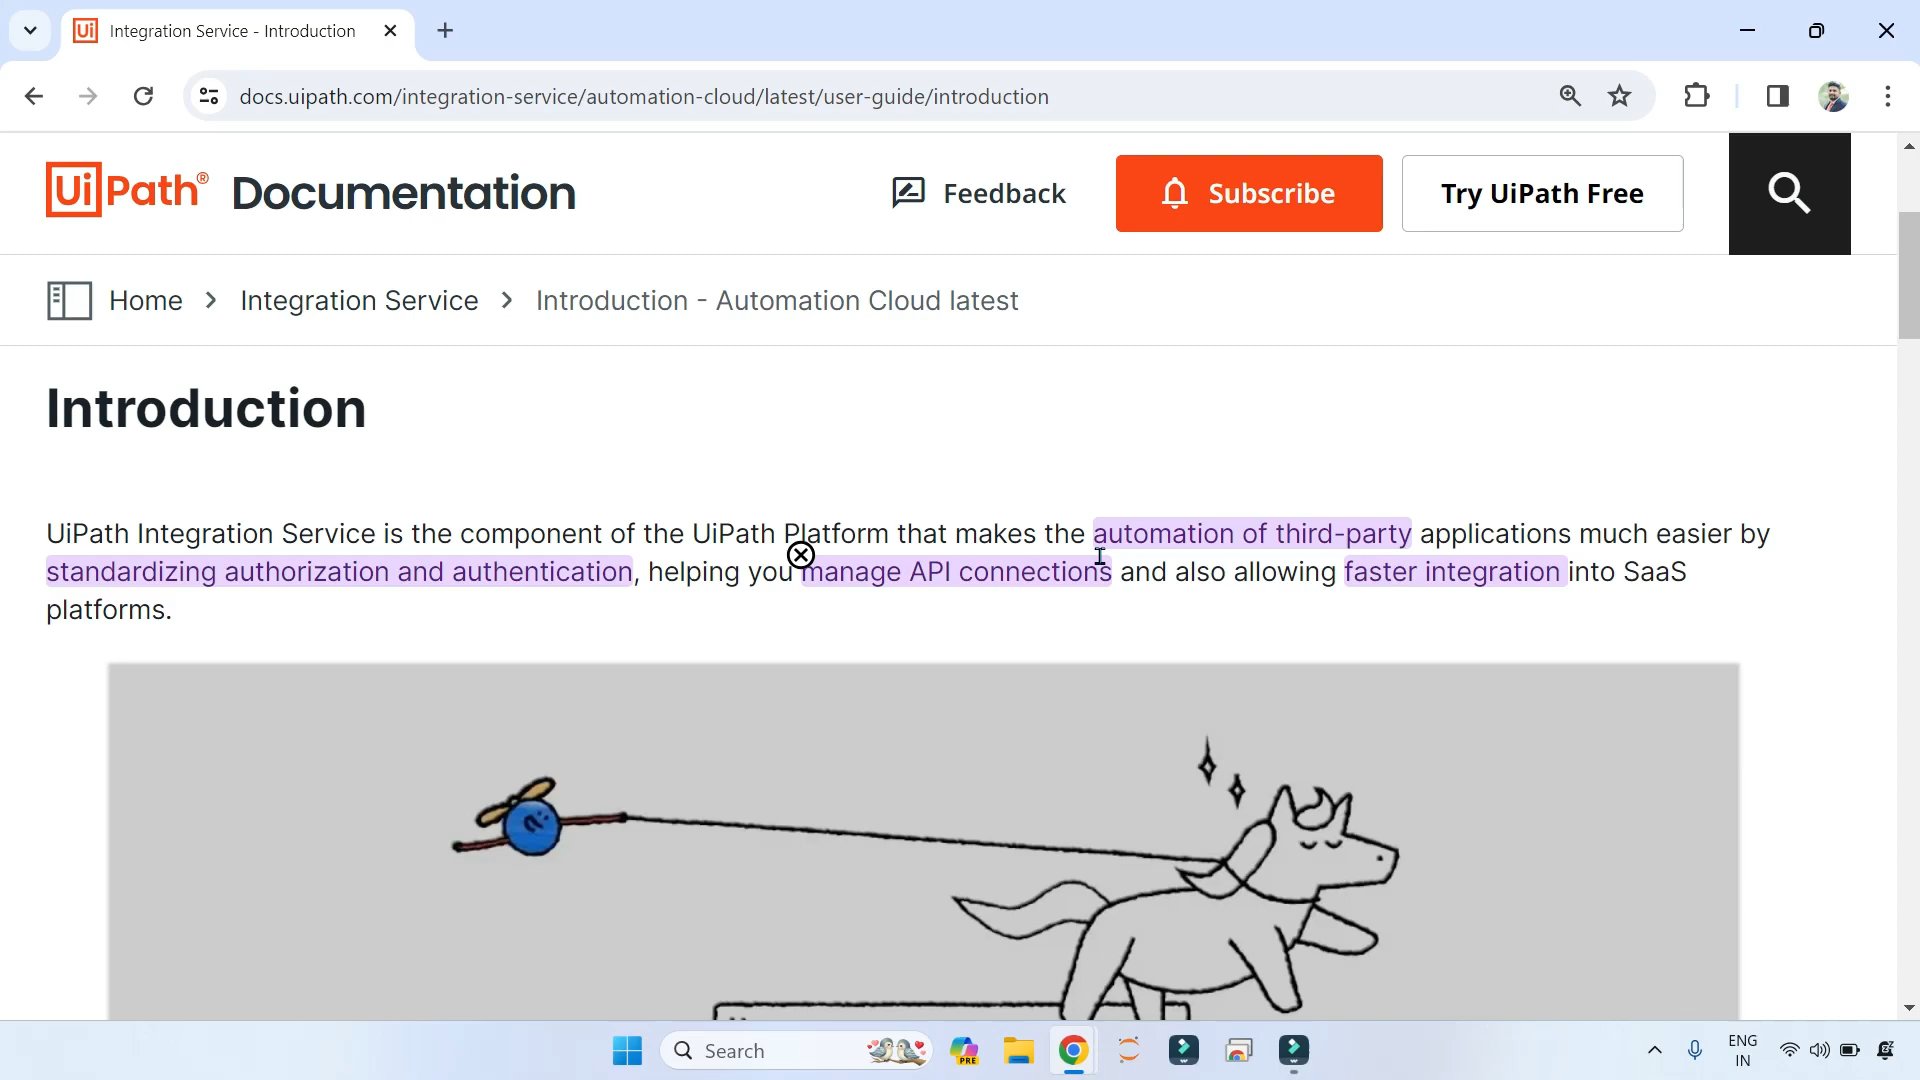 Ui Integration Service - Introduction
docs.uipath.com/integration-service/automation-cloud/latest/user-guide/introduction
UiPath® Documentation
Feedback
Subscribe
Try UiPath Free
Home > Integration Service > Introduction - Automation Cloud latest
Introduction
UiPath Integration Service is the component of the UiPath Platform that makes the automation of third-party applications much easier by
standardizing authorization and authentication, helping you manage API connections and also allowing faster integration into SaaS
platforms.
Search
PRE
ENG
IN